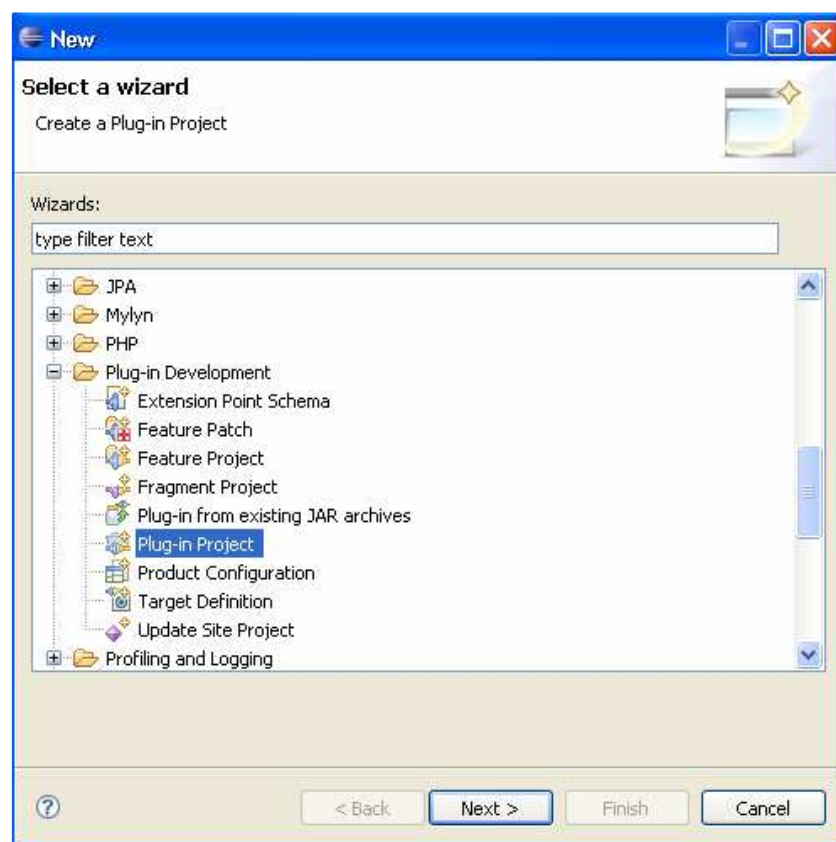 New
Select a wizard
Create a Plug-in Project
Wizards:
type filter text
JPA
Mylyn
PHP
Plug-in Development
Extension Point Schema
Feature Patch
Feature Project
Fragment Project
Plug-in from existing JAR archives
Plug-in Project
Product Configuration
Target Definition
Update Site Project
Profiling and Logging
? < Back Next > Finish Cancel